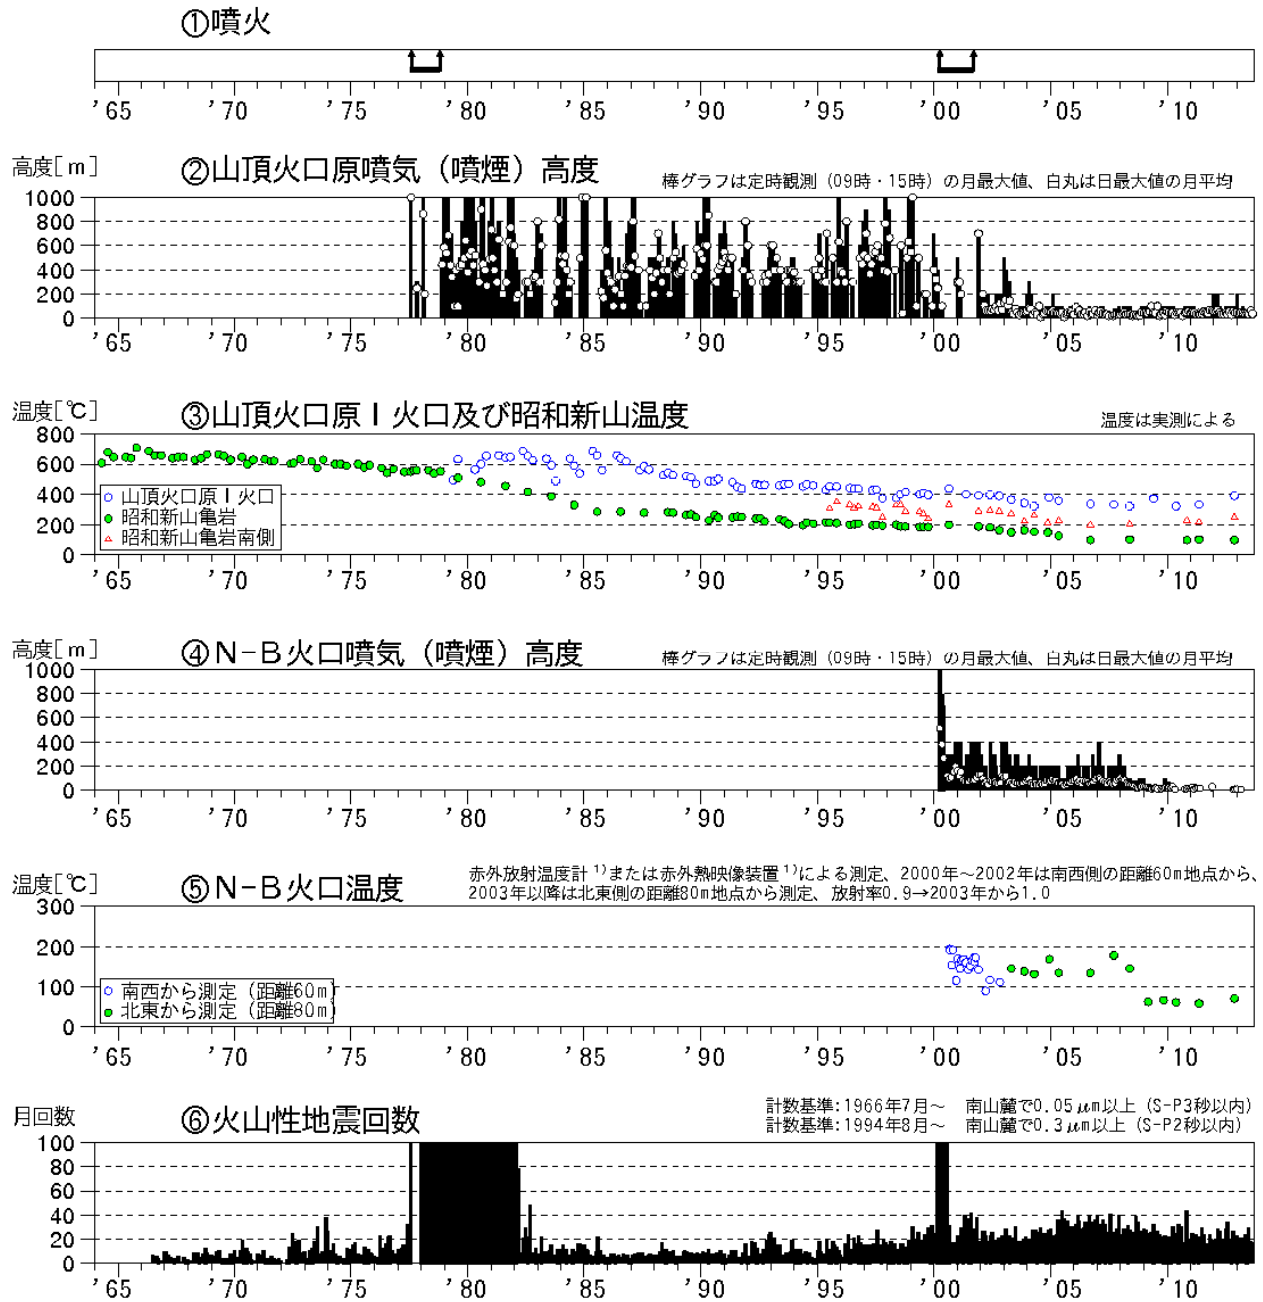 ①噴火
'65 '70 '75 '80 '85 '90 '95 '00 '05 '10
高度[m]
②山頂火口原噴気（噴煙）高度
棒グラフは定時観測（09時・15時）の月最大値、白丸は日最大値の月平均
1000
800
600
400
200
0
'65 '70 '75 '80 '85 '90 '95 '00 '05 '10
温度[℃]
③山頂火口原Ⅰ火口及び昭和新山温度
温度は実測による
800
600
400
200
0
山頂火口原Ⅰ火口
昭和新山亀岩
昭和新山亀岩南側
'65 '70 '75 '80 '85 '90 '95 '00 '05 '10
高度[m]
④N-B火口噴気（噴煙）高度
棒グラフは定時観測（09時・15時）の月最大値、白丸は日最大値の月平均
1000
800
600
400
200
0
'65 '70 '75 '80 '85 '90 '95 '00 '05 '10
温度[℃]
⑤N-B火口温度
赤外放射温度計1)または赤外熱映像装置1)による測定、2000年～2002年は南西側の距離60m地点から、
2003年以降は北東側の距離80m地点から測定、放射率0.9→2003年から1.0
300
200
100
0
南西から測定（距離60m)
北東から測定（距離80m)
'65 '70 '75 '80 '85 '90 '95 '00 '05 '10
月回数
⑥火山性地震回数
計数基準:1966年7月～ 南山麓で0.05μm以上（S-P3秒以内)
計数基準:1994年8月～ 南山麓で0.3μm以上（S-P2秒以内)
100
80
60
40
20
0
'65 '70 '75 '80 '85 '90 '95 '00 '05 '10